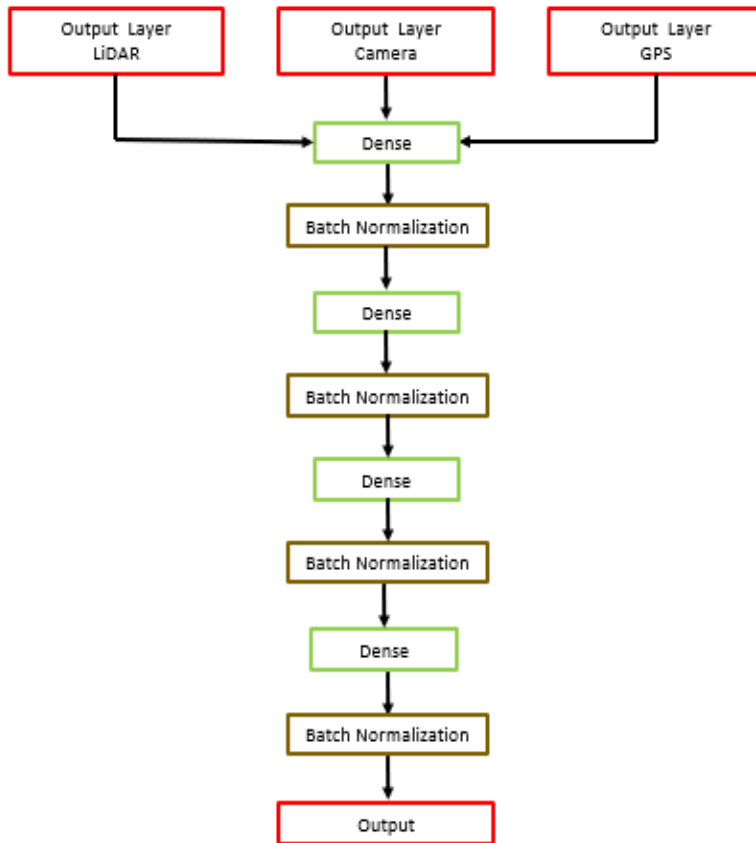 Output Layer
LiDAR
Output Layer
Camera
Output Layer
GPS
Dense
Batch Normalization
Dense
Batch Normalization
Dense
Batch Normalization
Dense
Batch Normalization
Output